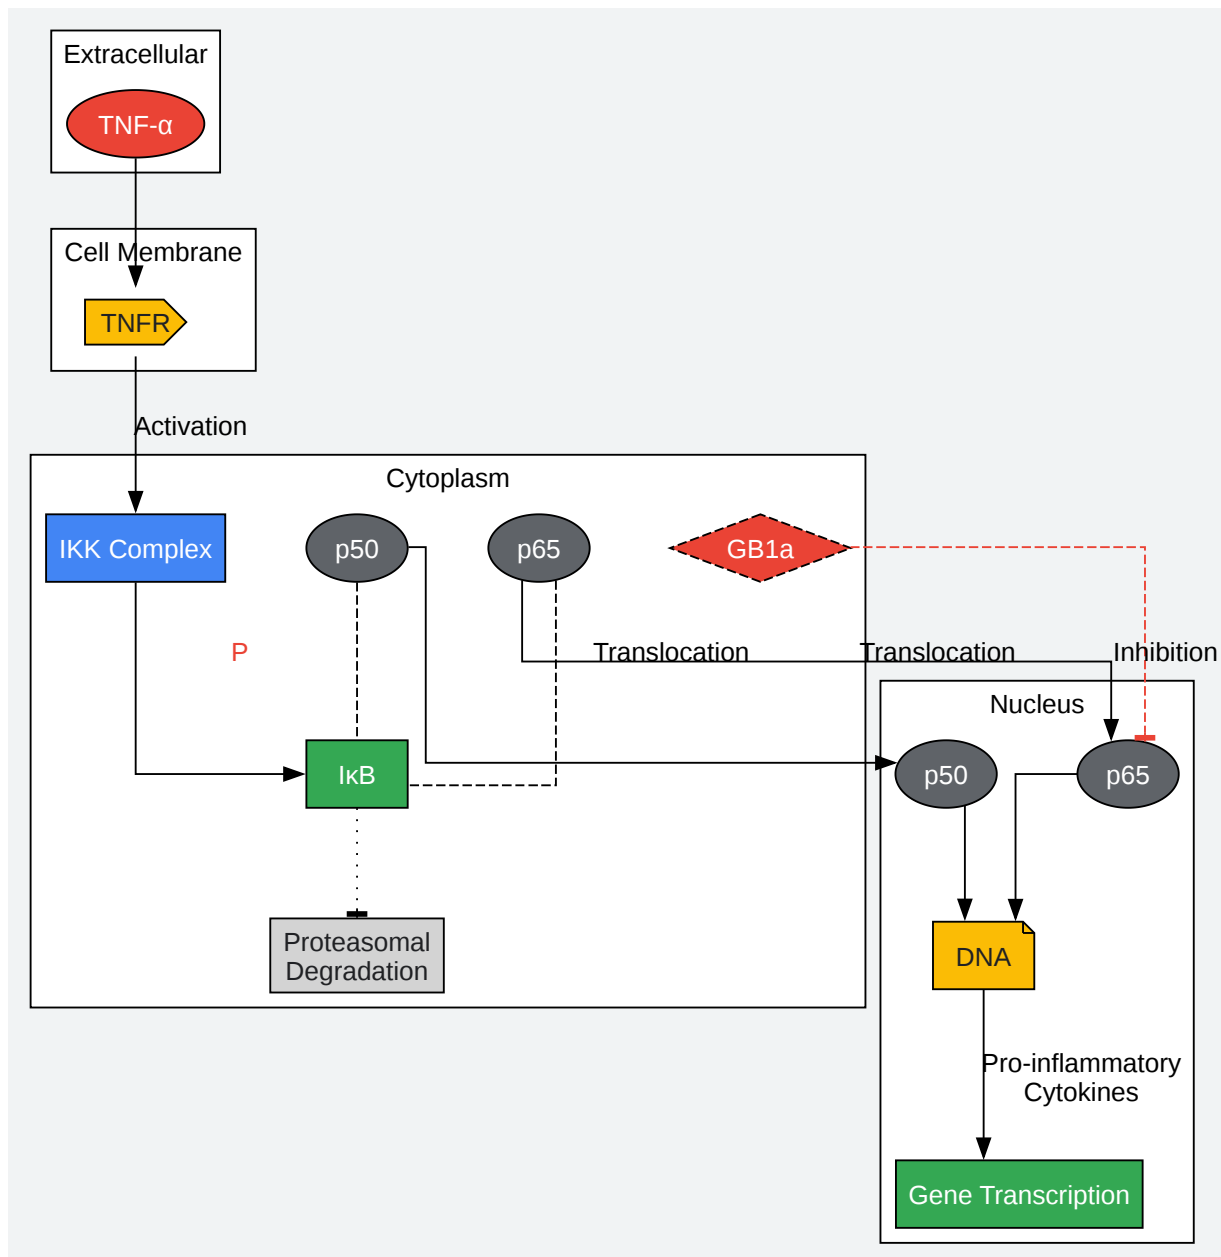 Extracellular
TNF-α
Cell Membrane
TNFR
Activation
Cytoplasm
IKK Complex
p50
p65
GB1a
P
Translocation
Translocation
Inhibition
Nucleus
IκB
p50
p65
Proteasomal
Degradation
DNA
Pro-inflammatory
Cytokines
Gene Transcription